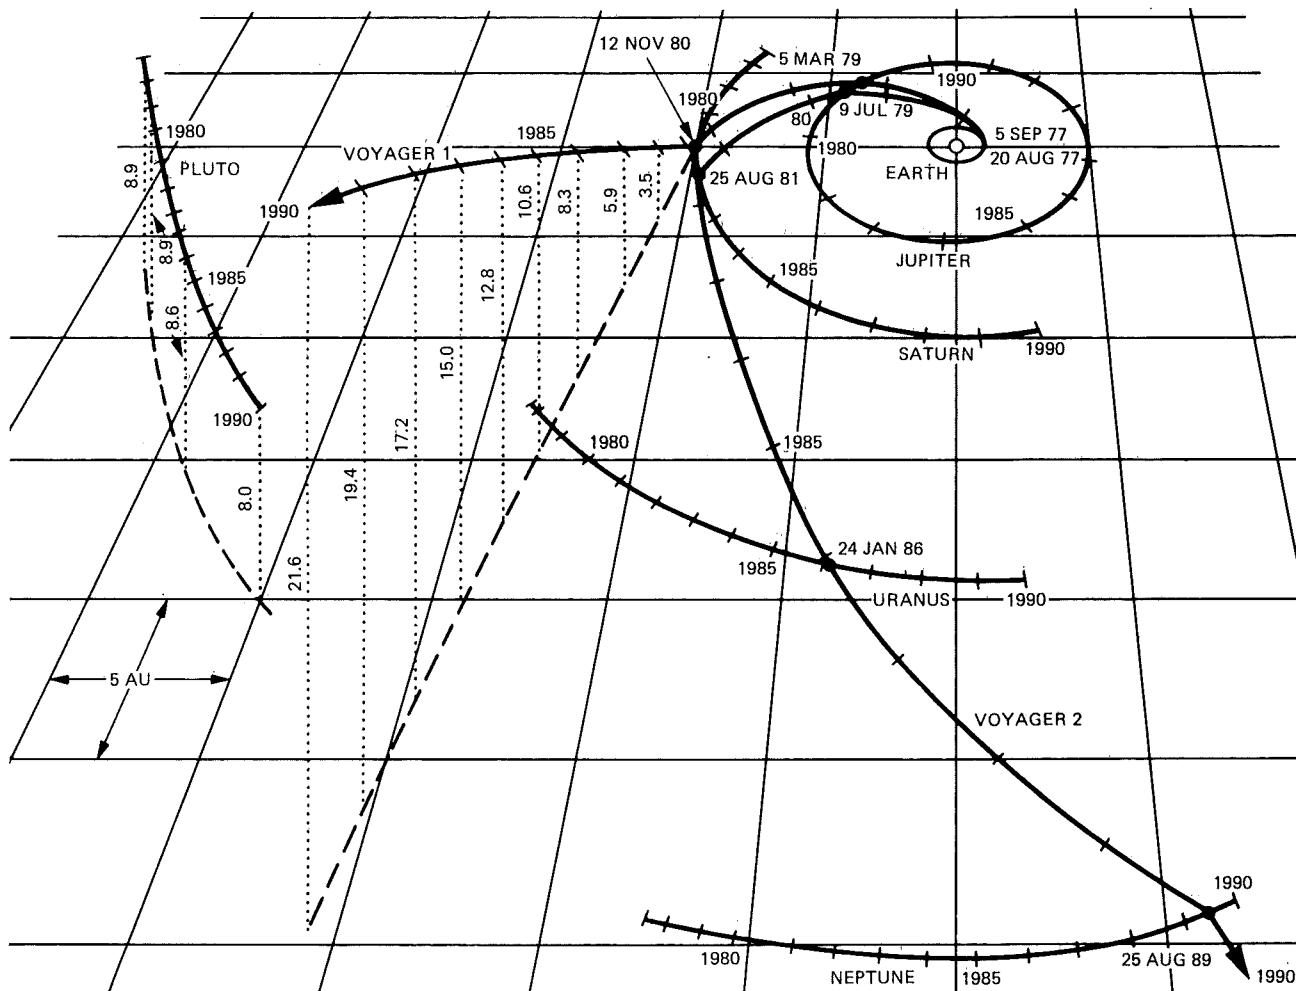 12 NOV 80
5 MAR 79
1990
1980
80
9 JUL 79
5 SEP 77
20 AUG 77
EARTH
1980
1985
JUPITER
1980
PLUTO
8.9
8.9
8.6
1985
1990
8.0
VOYAGER 1
1985
1990
3.5
5.9
8.3
10.6
12.8
15.0
17.2
19.4
21.6
25 AUG 81
1985
SATURN
1990
1980
1985
24 JAN 86
URANUS
1990
1985
5 AU
VOYAGER 2
1990
25 AUG 89
1980
NEPTUNE
1985
1990